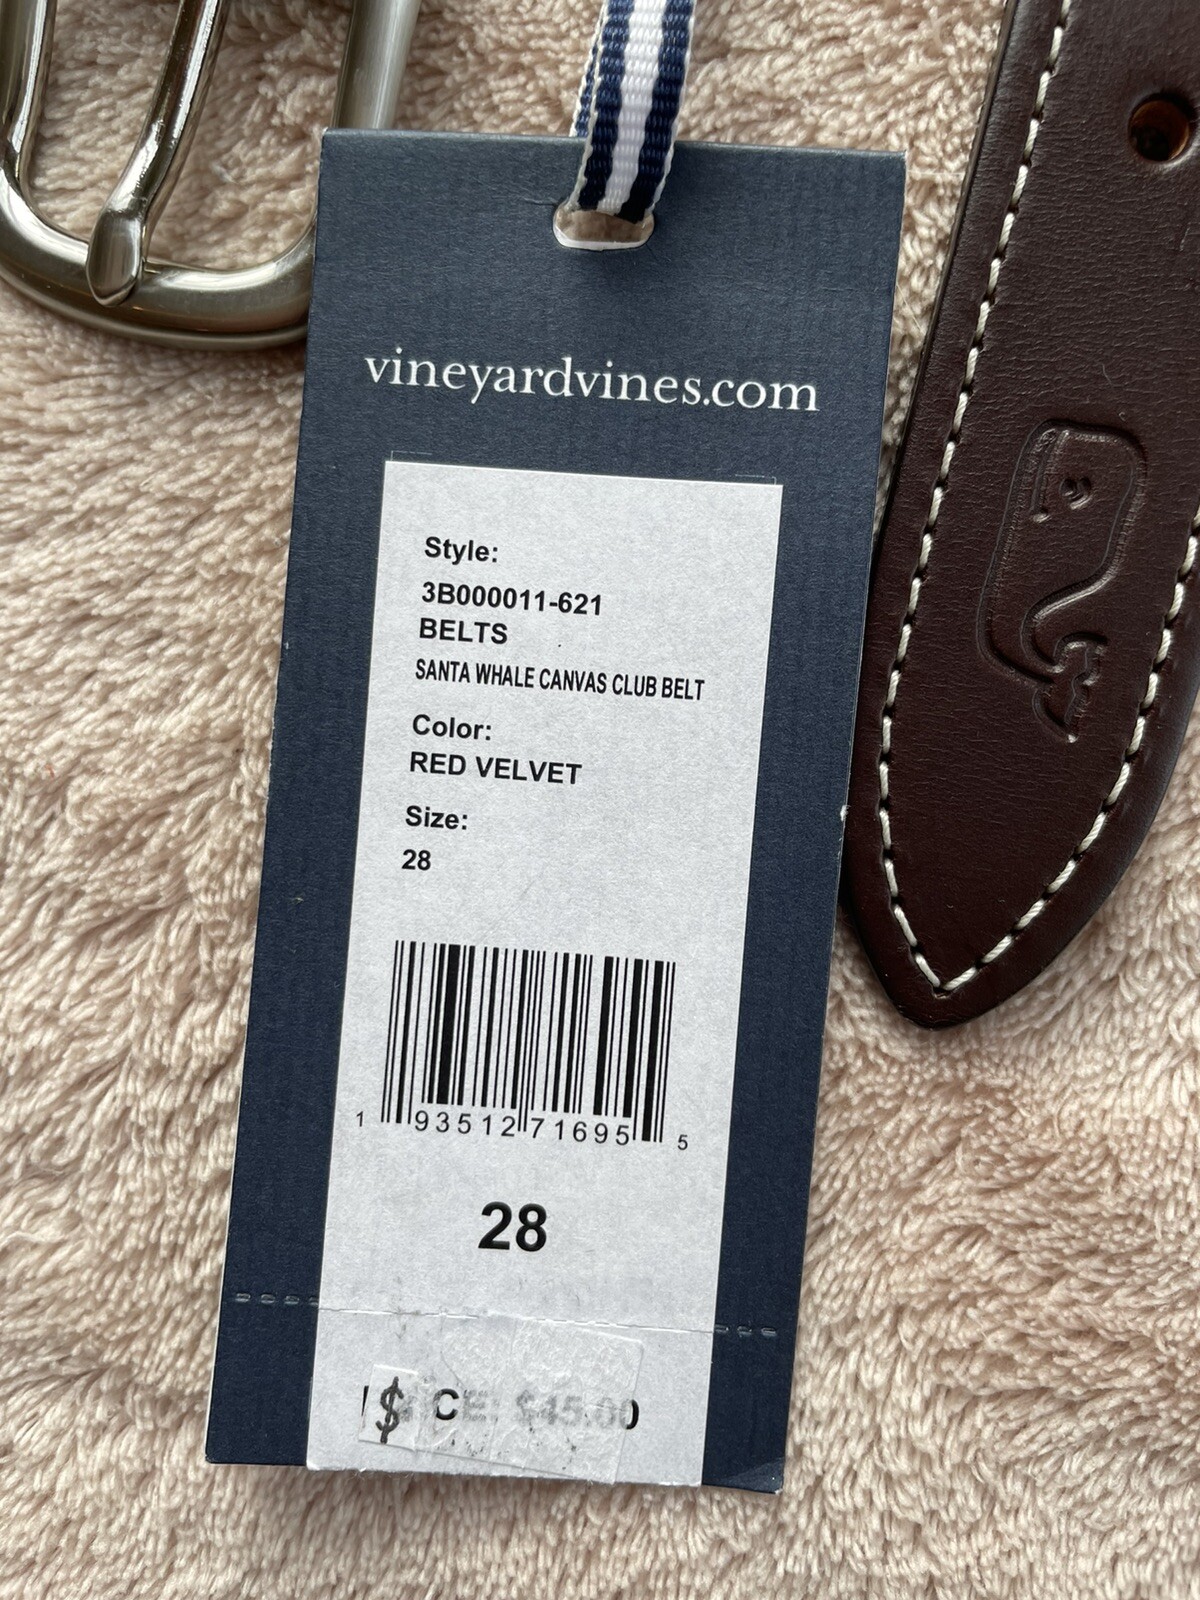 vineyardvines.com
Style:
3B000011-621
BELTS
SANTA WHALE CANVAS CLUB BELT
Color:
RED VELVET
Size:
28
1 93512 71695 5
28
$ CE: $45.00